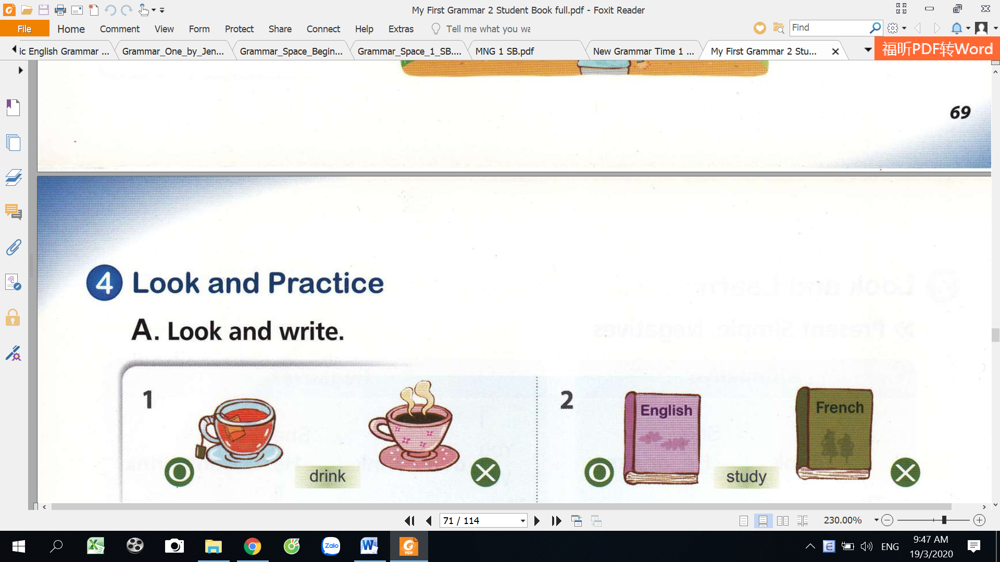 My First Grammar 2 Student Book full.pdf - Foxit Reader
File Home Comment View Form Protect Share Connect Help Extras Tell me what you wa Find
ic English Grammar ... Grammar_One_by_Jen... Grammar_Space_Begin... Grammar_Space_1_SB.... MNG 1 SB.pdf New Grammar Time 1 ... My First Grammar 2 Stu... 福昕PDF转Word
69
4 Look and Practice
A. Look and write.
1
2
English
French
O drink X
O study X
71 / 114
230.00%
Zalo
W
PDF
E
ENG
9:47 AM
19/3/2020